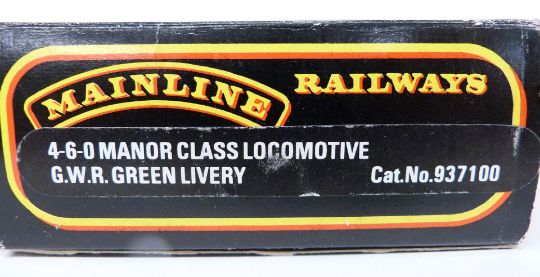 MAINLINE RAILWAYS
4-6-0 MANOR CLASS LOCOMOTIVE
G.W.R. GREEN LIVERY Cat.No.937100